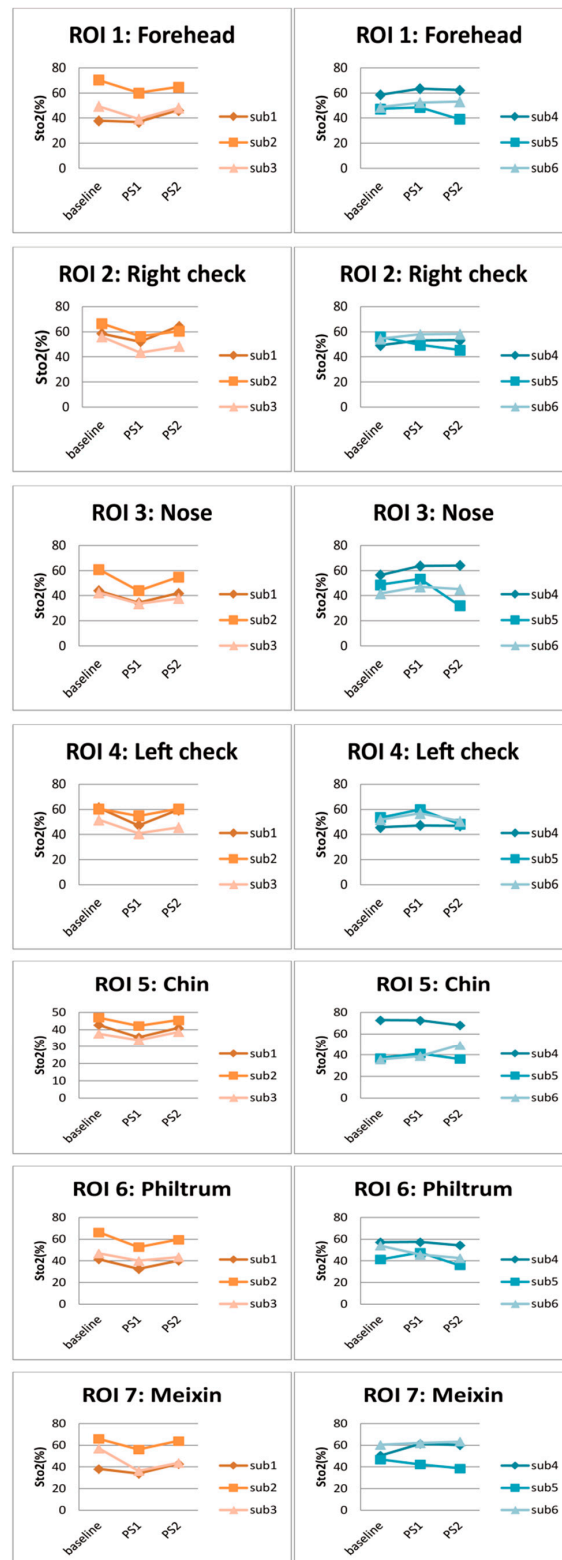 ROI 1: Forehead
Sto2(%)
80
60
40
20
0
baseline
PS1
PS2
sub1
sub2
sub3
ROI 1: Forehead
Sto2(%)
80
60
40
20
0
baseline
PS1
PS2
sub4
sub5
sub6
ROI 2: Right check
Sto2(%)
80
60
40
20
0
baseline
PS1
PS2
sub1
sub2
sub3
ROI 2: Right check
Sto2(%)
80
60
40
20
0
baseline
PS1
PS2
sub4
sub5
sub6
ROI 3: Nose
Sto2(%)
80
60
40
20
0
baseline
PS1
PS2
sub1
sub2
sub3
ROI 3: Nose
Sto2(%)
80
60
40
20
0
baseline
PS1
PS2
sub4
sub5
sub6
ROI 4: Left check
Sto2(%)
80
60
40
20
0
baseline
PS1
PS2
sub1
sub2
sub3
ROI 4: Left check
Sto2(%)
80
60
40
20
0
baseline
PS1
PS2
sub4
sub5
sub6
ROI 5: Chin
Sto2(%)
50
40
30
20
10
0
baseline
PS1
PS2
sub1
sub2
sub3
ROI 5: Chin
Sto2(%)
80
60
40
20
0
baseline
PS1
PS2
sub4
sub5
sub6
ROI 6: Philtrum
Sto2(%)
80
60
40
20
0
baseline
PS1
PS2
sub1
sub2
sub3
ROI 6: Philtrum
Sto2(%)
80
60
40
20
0
baseline
PS1
PS2
sub4
sub5
sub6
ROI 7: Meixin
Sto2(%)
80
60
40
20
0
baseline
PS1
PS2
sub1
sub2
sub3
ROI 7: Meixin
Sto2(%)
80
60
40
20
0
baseline
PS1
PS2
sub4
sub5
sub6